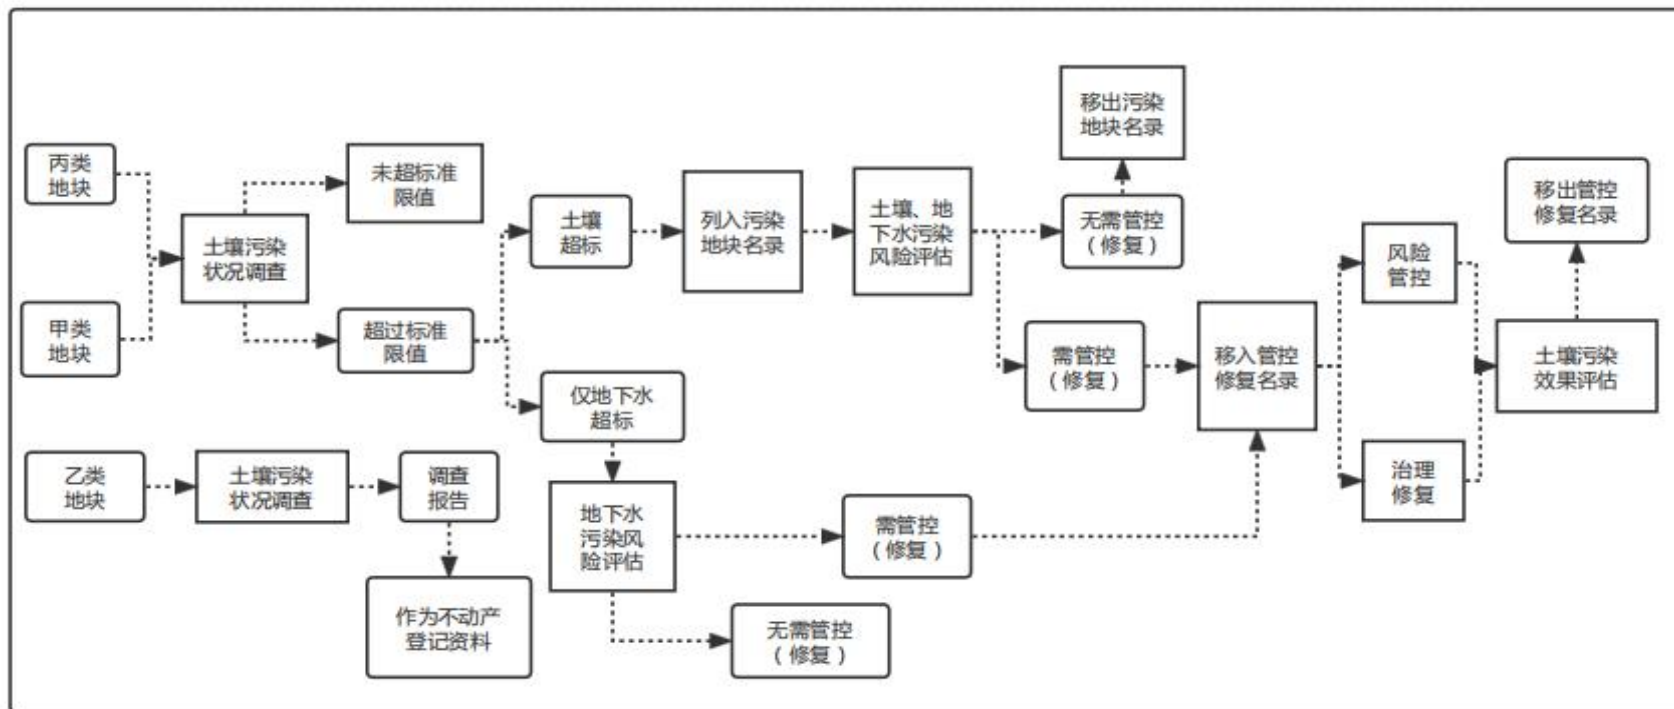 丙类
地块
甲类
地块
土壤污染
状况调查
未超标准
限值
超过标准
限值
土壤
超标
列入污染
地块名录
土壤、地
下水污染
风险评估
无需管控
（修复）
移出污染
地块名录
需管控
（修复）
移入管控
修复名录
风险
管控
治理
修复
土壤污染
效果评估
移出管控
修复名录
仅地下水
超标
地下水
污染风
险评估
需管控
（修复）
无需管控
（修复）
乙类
地块
土壤污染
状况调查
调查
报告
作为不动产
登记资料